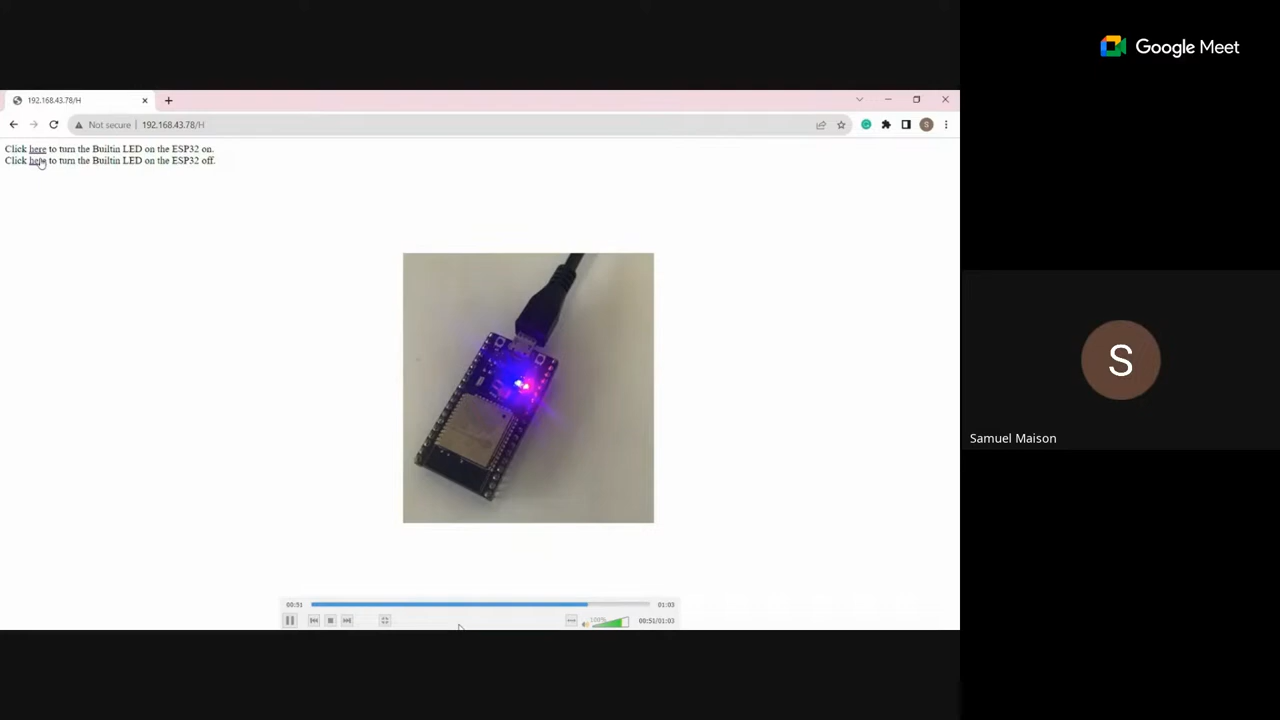 Google Meet
192.168.43.78/H
Not secure | 192.168.43.78/H
S
Click here to turn the Builtin LED on the ESP32 on.
Click here to turn the Builtin LED on the ESP32 off.
S
Samuel Maison
00:51
01:03
100%
00:51/01:03